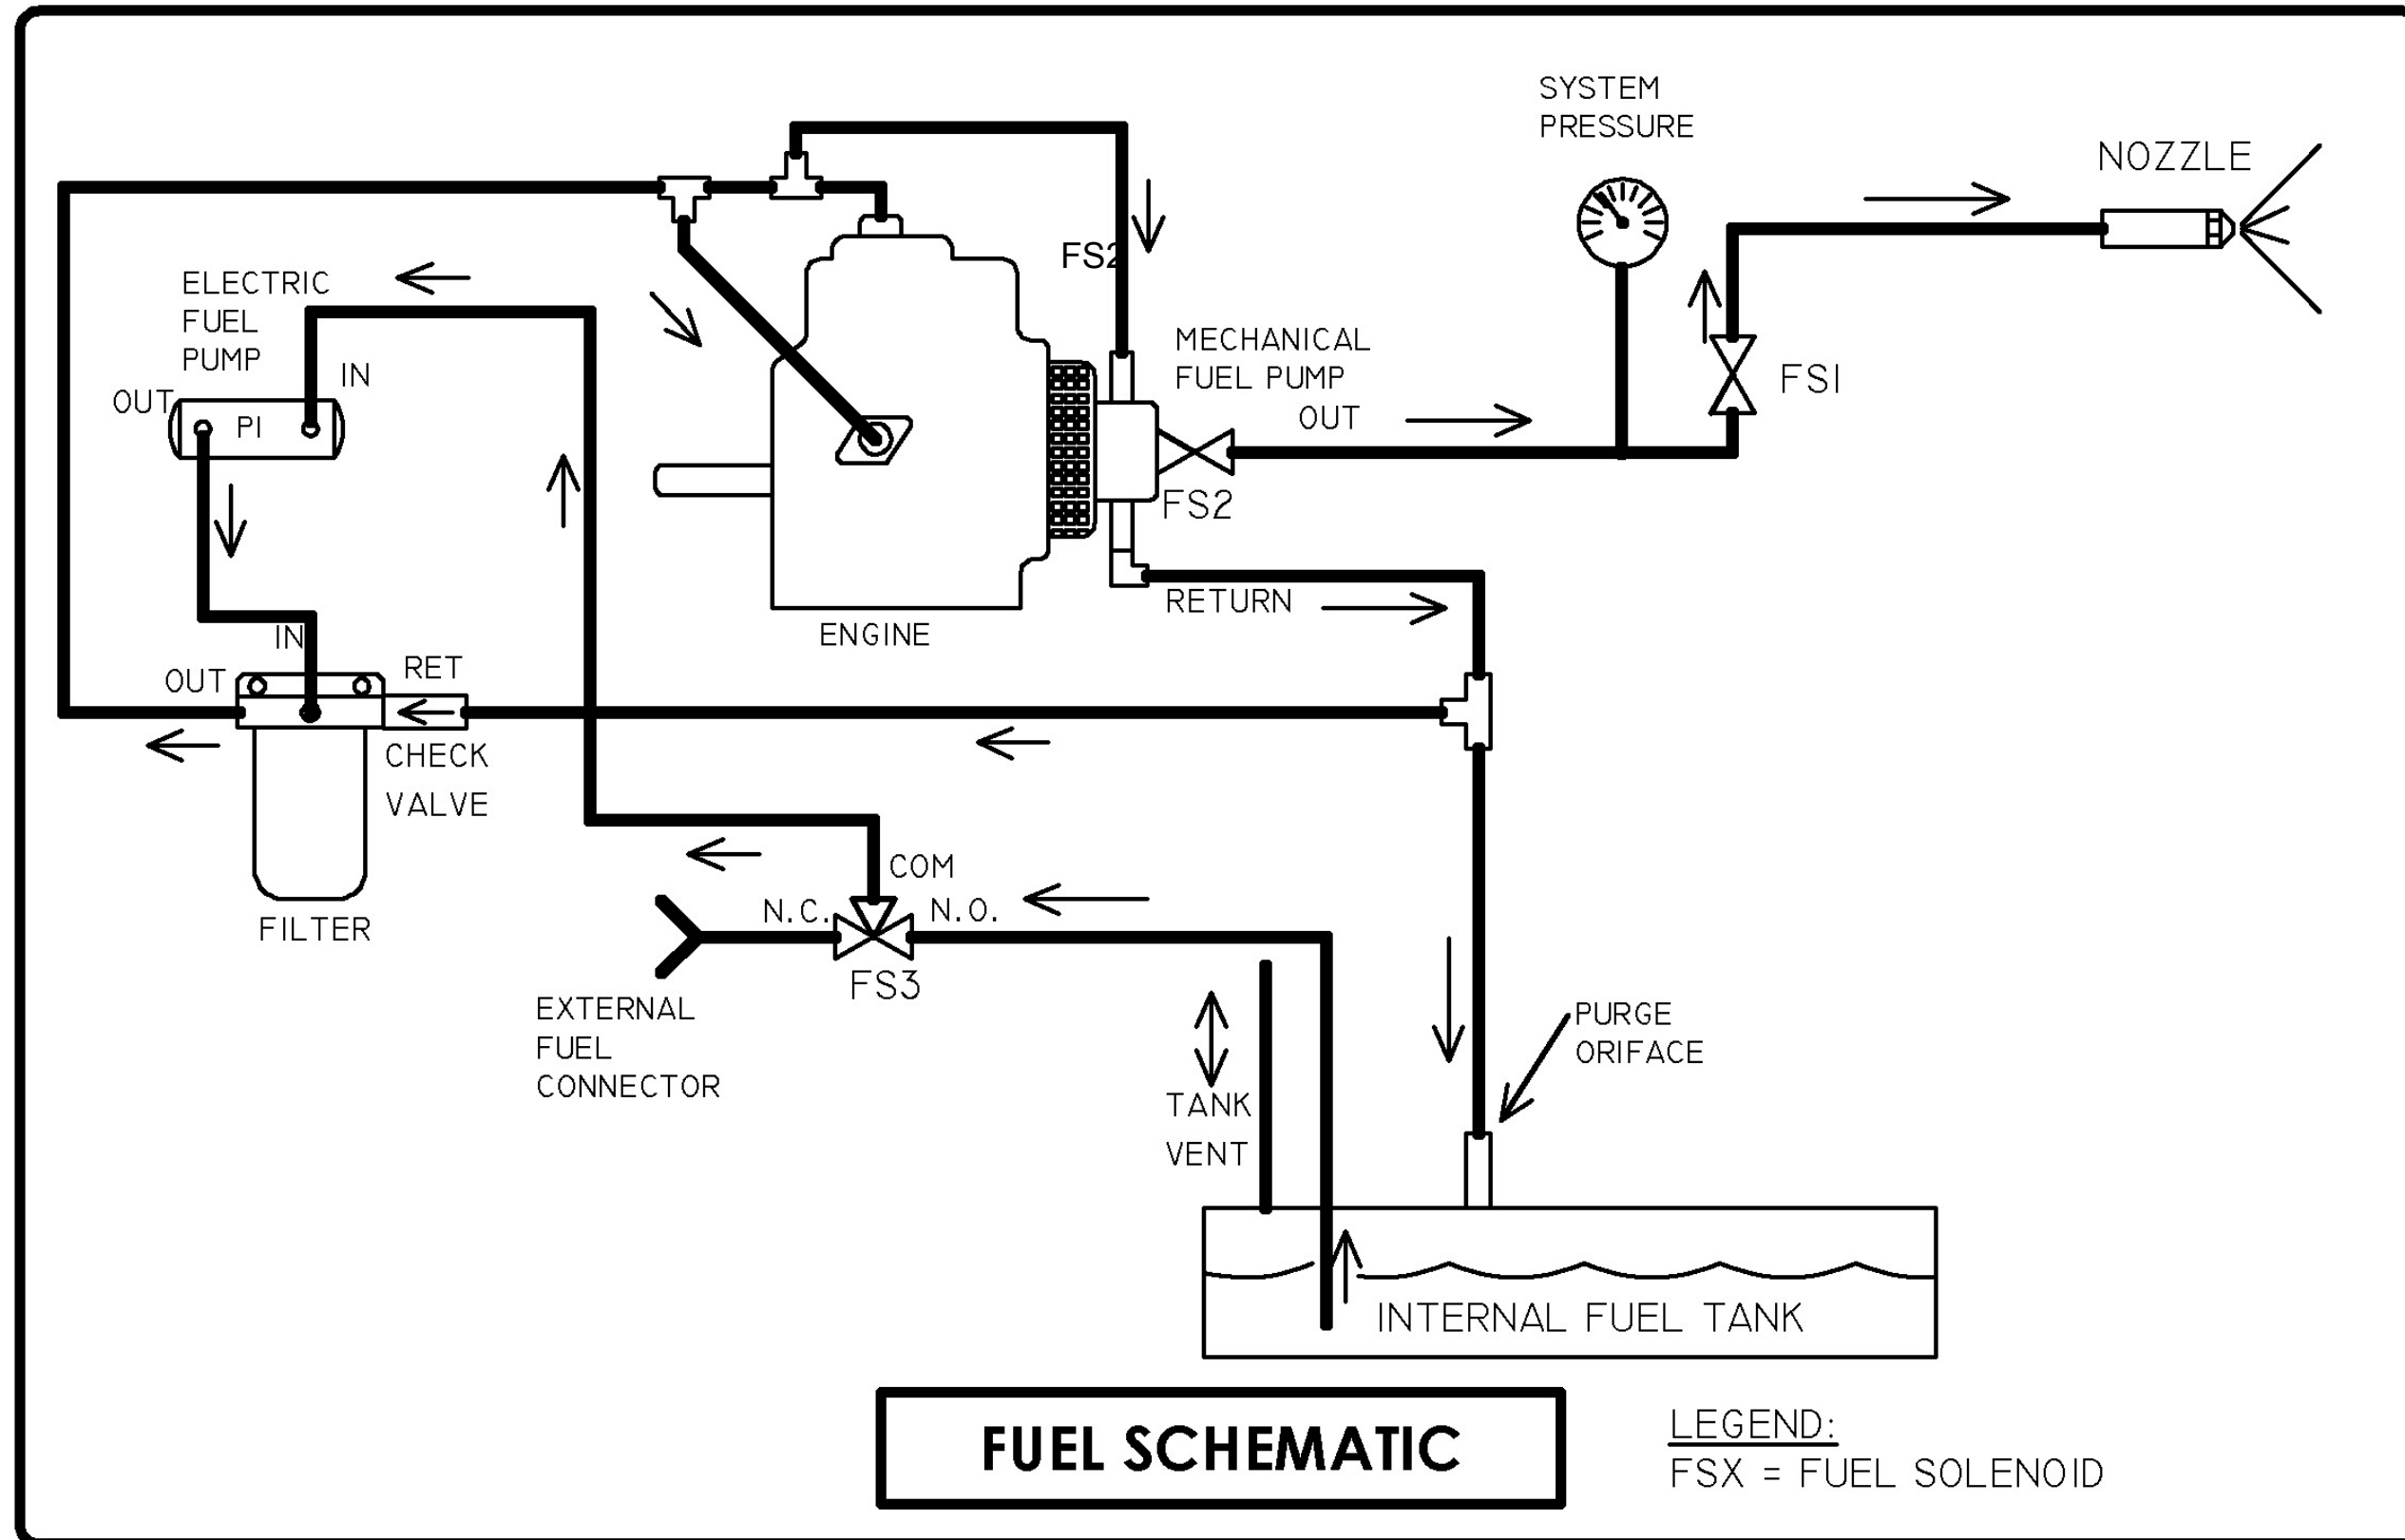 SYSTEM
PRESSURE
NOZZLE
FS2
ELECTRIC
FUEL
PUMP
IN
OUT
PI
MECHANICAL
FUEL PUMP
OUT
FS1
FS2
RETURN
ENGINE
IN
OUT
RET
CHECK
VALVE
FILTER
COM
N.C.
N.O.
FS3
EXTERNAL
FUEL
CONNECTOR
TANK
VENT
PURGE
ORIFACE
INTERNAL FUEL TANK
FUEL SCHEMATIC
LEGEND:
FSX = FUEL SOLENOID